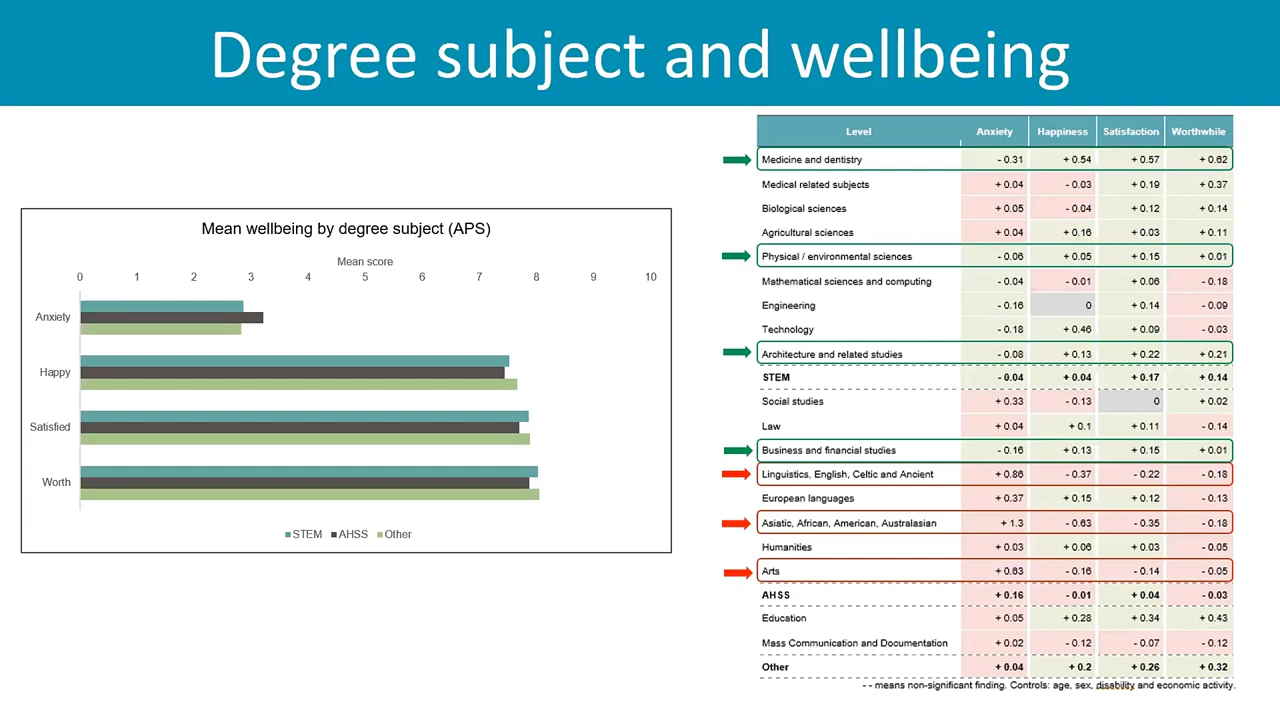 Degree subject and wellbeing
Mean wellbeing by degree subject (APS)
Mean score
0 1 2 3 4 5 6 7 8 9 10
Anxiety
Happy
Satisfied
Worth
STEM AHSS Other
Level Anxiety Happiness Satisfaction Worthwhile
Medicine and dentistry - 0.31 + 0.54 + 0.57 + 0.62
Medical related subjects + 0.04 - 0.03 + 0.19 + 0.37
Biological sciences + 0.05 - 0.04 + 0.12 + 0.14
Agricultural sciences + 0.04 + 0.16 + 0.03 + 0.11
Physical / environmental sciences - 0.06 + 0.05 + 0.15 + 0.01
Mathematical sciences and computing - 0.04 - 0.01 + 0.06 - 0.18
Engineering - 0.16 0 + 0.14 - 0.09
Technology - 0.18 + 0.46 + 0.09 - 0.03
Architecture and related studies - 0.08 + 0.13 + 0.22 + 0.21
STEM - 0.04 + 0.04 + 0.17 + 0.14
Social studies + 0.33 - 0.13 0 + 0.02
Law + 0.04 + 0.1 + 0.11 - 0.14
Business and financial studies - 0.16 + 0.13 + 0.15 + 0.01
Linguistics, English, Celtic and Ancient + 0.86 - 0.37 - 0.22 - 0.18
European languages + 0.37 + 0.15 + 0.12 - 0.13
Asiatic, African, American, Australasian + 1.3 - 0.63 - 0.35 - 0.18
Humanities + 0.03 + 0.06 + 0.03 - 0.05
Arts + 0.63 - 0.16 - 0.14 - 0.05
AHSS + 0.16 - 0.01 + 0.04 - 0.03
Education + 0.05 + 0.28 + 0.34 + 0.43
Mass Communication and Documentation + 0.02 - 0.12 - 0.07 - 0.12
Other + 0.04 + 0.2 + 0.26 + 0.32
- - means non-significant finding. Controls: age, sex, disability and economic activity.